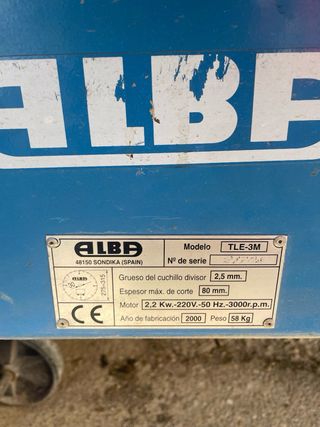 ALBA
ALBA
48150 SONDIKA (SPAIN)
Modelo TLE-3M
Nº de serie
275-315
Grueso del cuchillo divisor 2,5 mm.
Espesor máx. de corte 80 mm.
Motor 2,2 Kw.-220V.-50 Hz.-3000r.p.m.
CE
Año de fabricación 2000 Peso 58 Kg